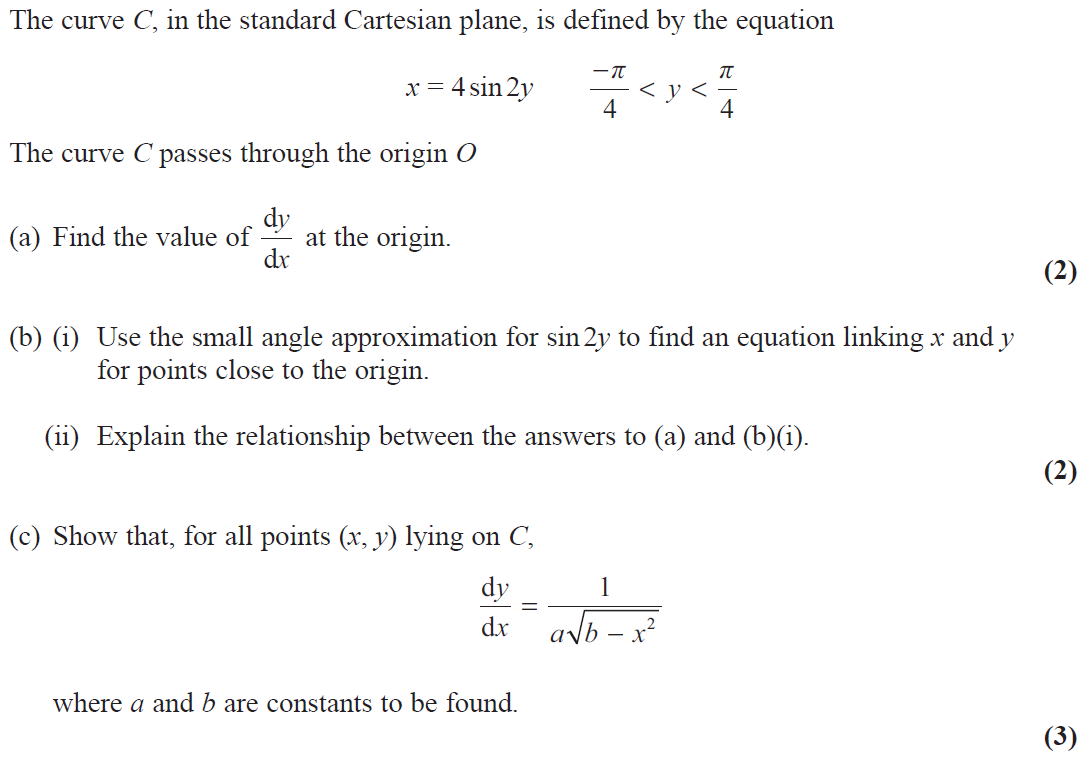 The curve C, in the standard Cartesian plane, is defined by the equation
x = 4 sin 2y    −π/4 < y < π/4
The curve C passes through the origin O
(a) Find the value of dy/dx at the origin.
(2)
(b) (i) Use the small angle approximation for sin 2y to find an equation linking x and y
for points close to the origin.
(ii) Explain the relationship between the answers to (a) and (b)(i).
(2)
(c) Show that, for all points (x, y) lying on C,
dy/dx = 1/(a√(b − x²))
where a and b are constants to be found.
(3)